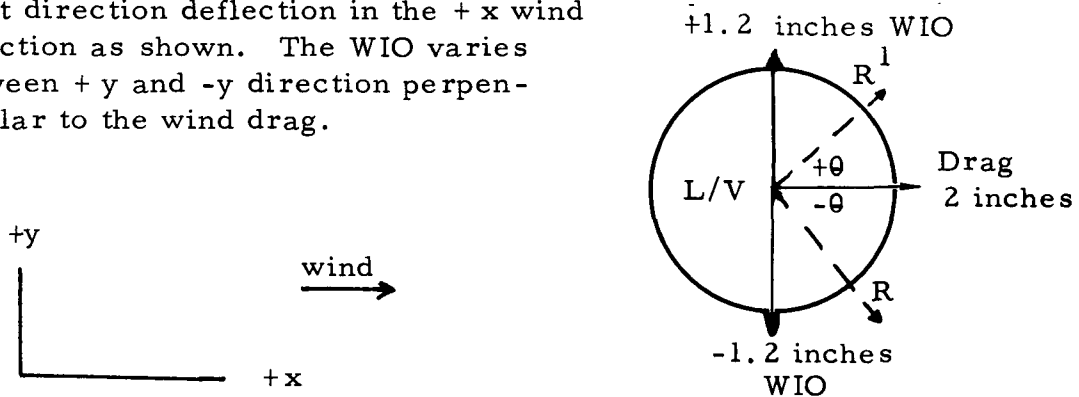 t direction deflection in the + x wind
ction as shown. The WIO varies
veen + y and -y direction perpen-
lar to the wind drag.
+1. 2 inches WIO
R1
+θ
Drag
L/V
2 inches
-θ
+y
wind
R
-1. 2 inches
WIO
+x